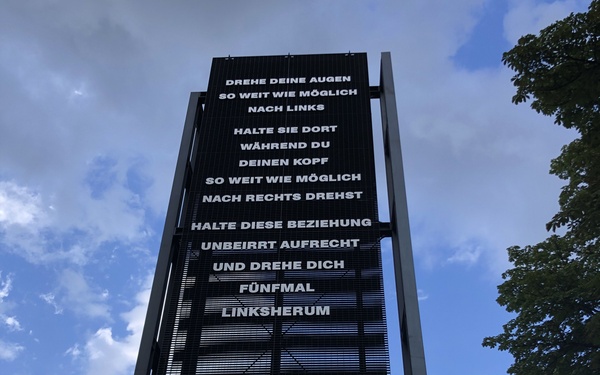 DREHE DEINE AUGEN
SO WEIT WIE MÖGLICH
NACH LINKS
HALTE SIE DORT
WÄHREND DU
DEINEN KOPF
SO WEIT WIE MÖGLICH
NACH RECHTS DREHST
HALTE DIESE BEZIEHUNG
UNBEIRRT AUFRECHT
UND DREHE DICH
FÜNFMAL
LINKSHERUM